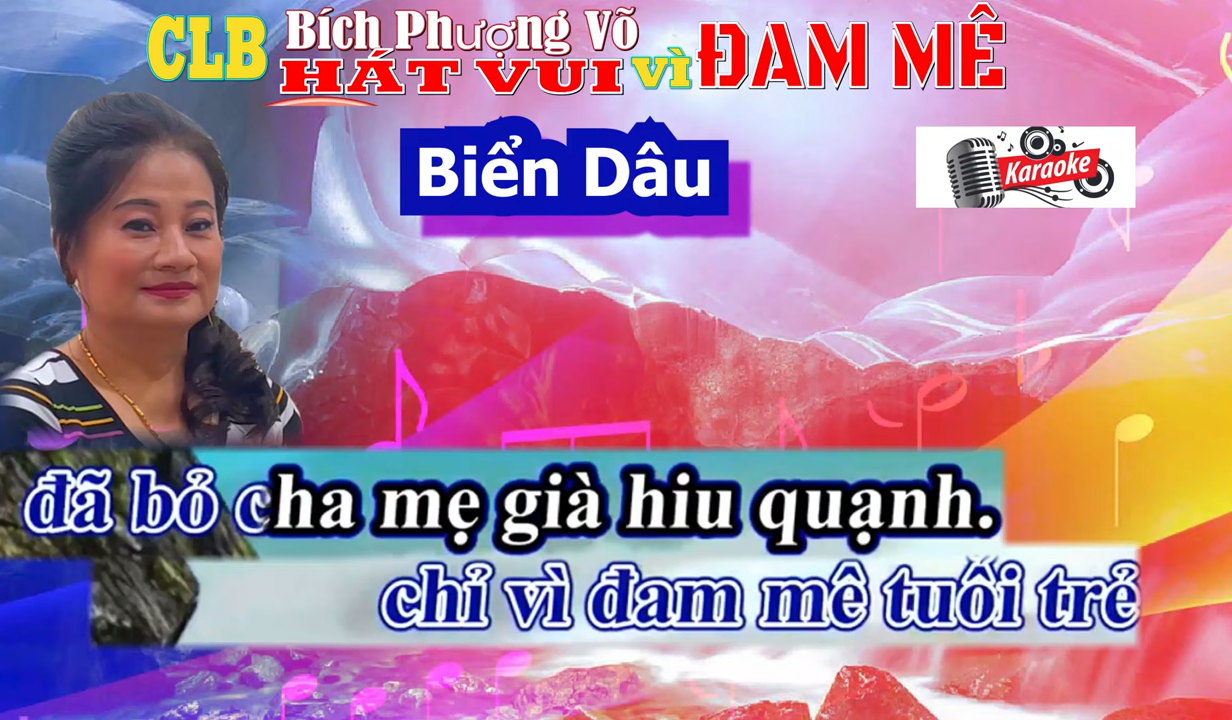 CLB Bích Phượng Võ
HÁT VUI vì ĐAM MÊ
Biển Dâu
Karaoke
đã bỏ cha mẹ già hiu quạnh.
chỉ vì đam mê tuổi trẻ